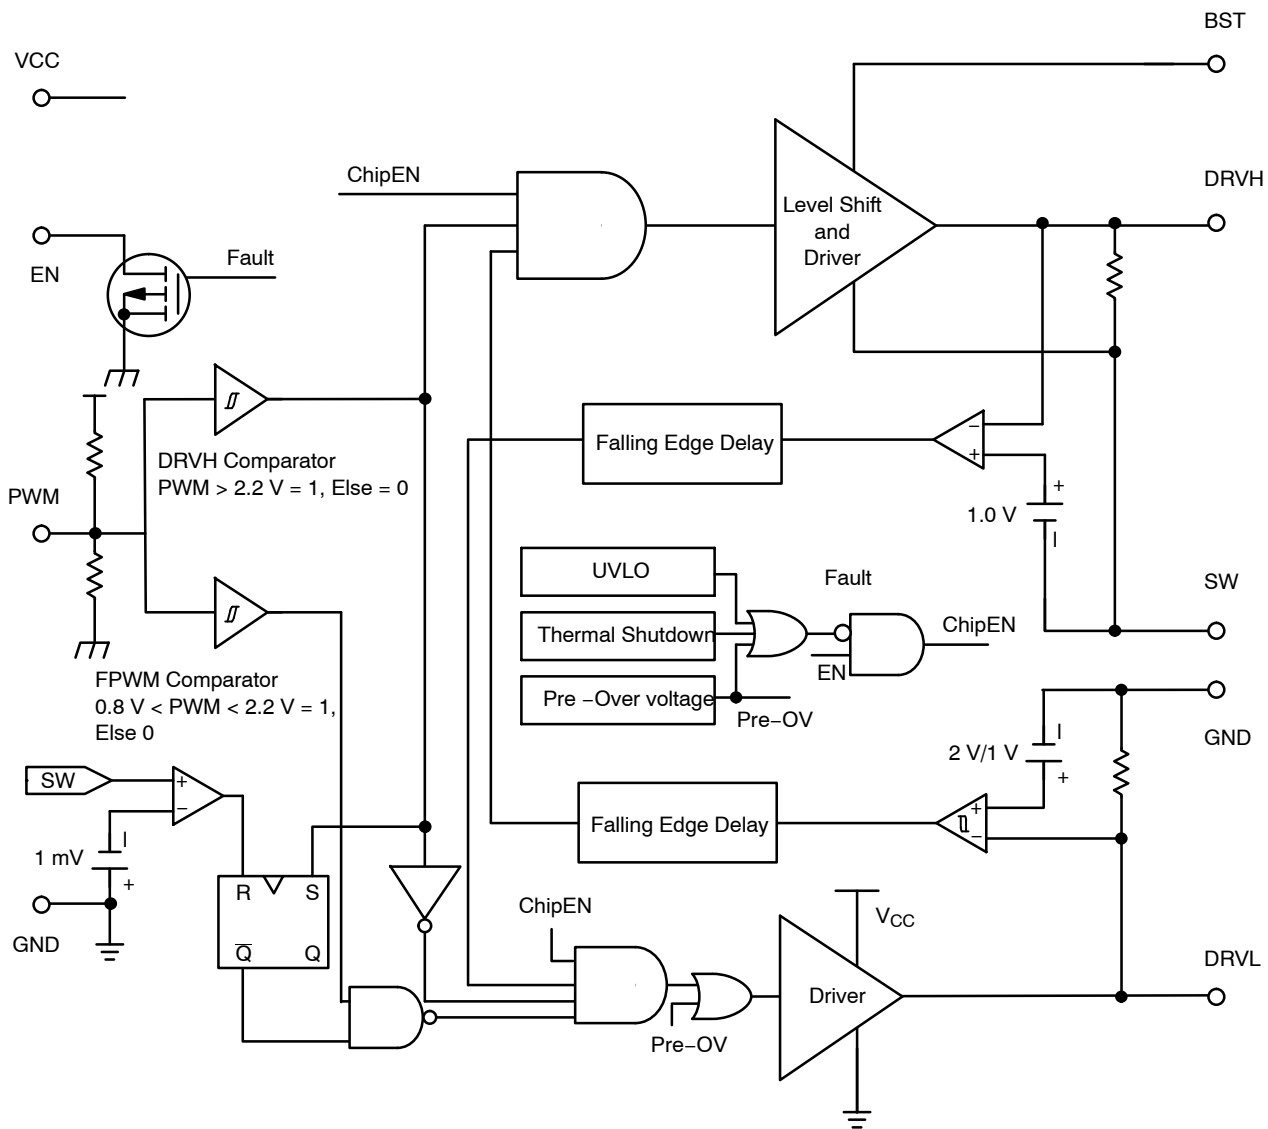 BST
VCC
ChipEN
DRVH
Level Shift
and
Driver
EN
Fault
DRVH Comparator
PWM > 2.2 V = 1, Else = 0
Falling Edge Delay
−
+
+
1.0 V
PWM
UVLO
Fault
SW
Thermal Shutdown
ChipEN
EN
Pre −Over voltage
Pre−OV
FPWM Comparator
0.8 V < PWM < 2.2 V = 1,
Else 0
GND
2 V/1 V
+
SW
+
−
+
−
Falling Edge Delay
1 mV
+
R
S
ChipEN
VCC
GND
Q
Q
DRVL
Driver
Pre−OV